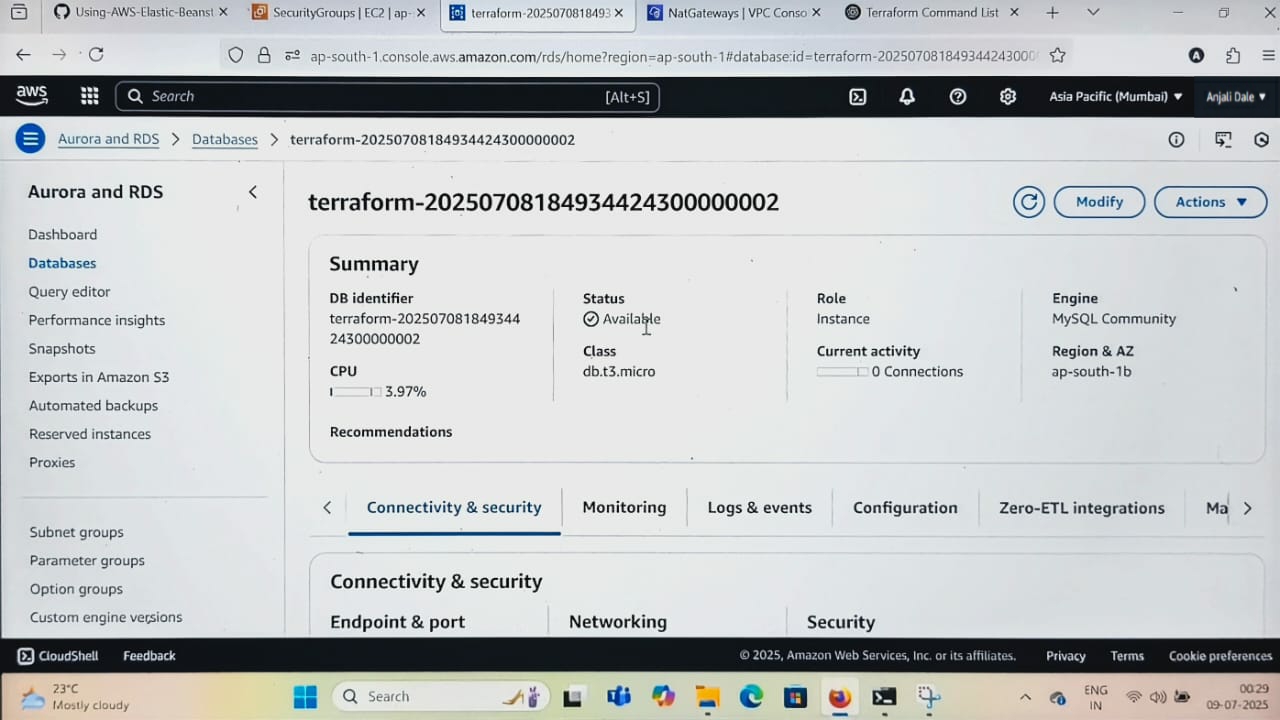 Using-AWS-Elastic-Beanst
SecurityGroups | EC2 | ap-
terraform-2025070818493
NatGateways | VPC Conso
Terraform Command List
ap-south-1.console.aws.amazon.com/rds/home?region=ap-south-1#database:id=terraform-202507081849344243000
aws
Search
[Alt+S]
Asia Pacific (Mumbai)
Anjali Dale
Aurora and RDS
Databases
terraform-20250708184934424300000002
Aurora and RDS
Dashboard
Databases
Query editor
Performance insights
Snapshots
Exports in Amazon S3
Automated backups
Reserved instances
Proxies
Subnet groups
Parameter groups
Option groups
Custom engine versions
terraform-20250708184934424300000002
Modify
Actions
Summary
DB identifier
terraform-202507081849344
24300000002
CPU
3.97%
Recommendations
Status
Available
Class
db.t3.micro
Role
Instance
Current activity
0 Connections
Engine
MySQL Community
Region & AZ
ap-south-1b
Connectivity & security
Monitoring
Logs & events
Configuration
Zero-ETL integrations
Ma
Connectivity & security
Endpoint & port
Networking
Security
CloudShell
Feedback
© 2025, Amazon Web Services, Inc. or its affiliates.
Privacy
Terms
Cookie preferences
23°C
Mostly cloudy
Search
ENG
IN
00:29
09-07-2025